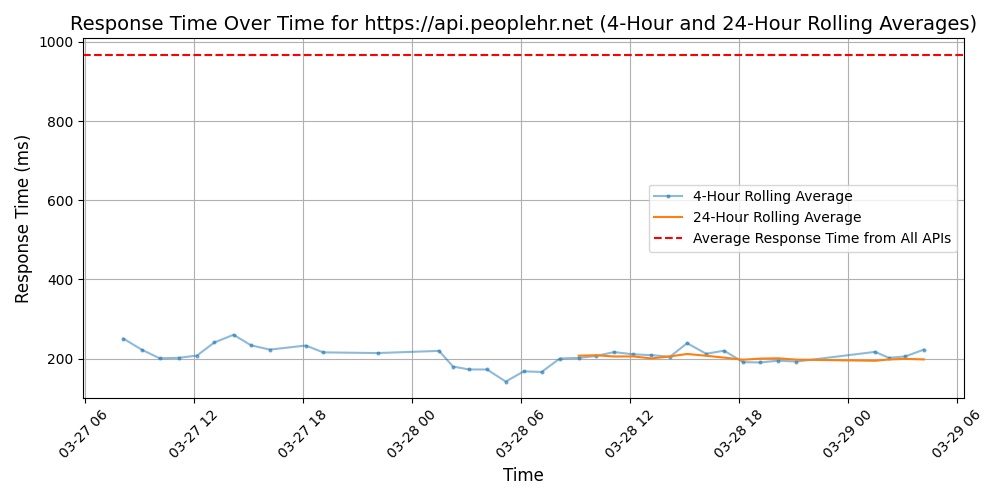 Response Time Over Time for https://api.peoplehr.net (4-Hour and 24-Hour Rolling Averages)
1000
800
600
400
200
Response Time (ms)
4-Hour Rolling Average
24-Hour Rolling Average
Average Response Time from All APIs
03-27 06
03-27 12
03-27 18
03-28 00
03-28 06
03-28 12
03-28 18
03-29 00
03-29 06
Time